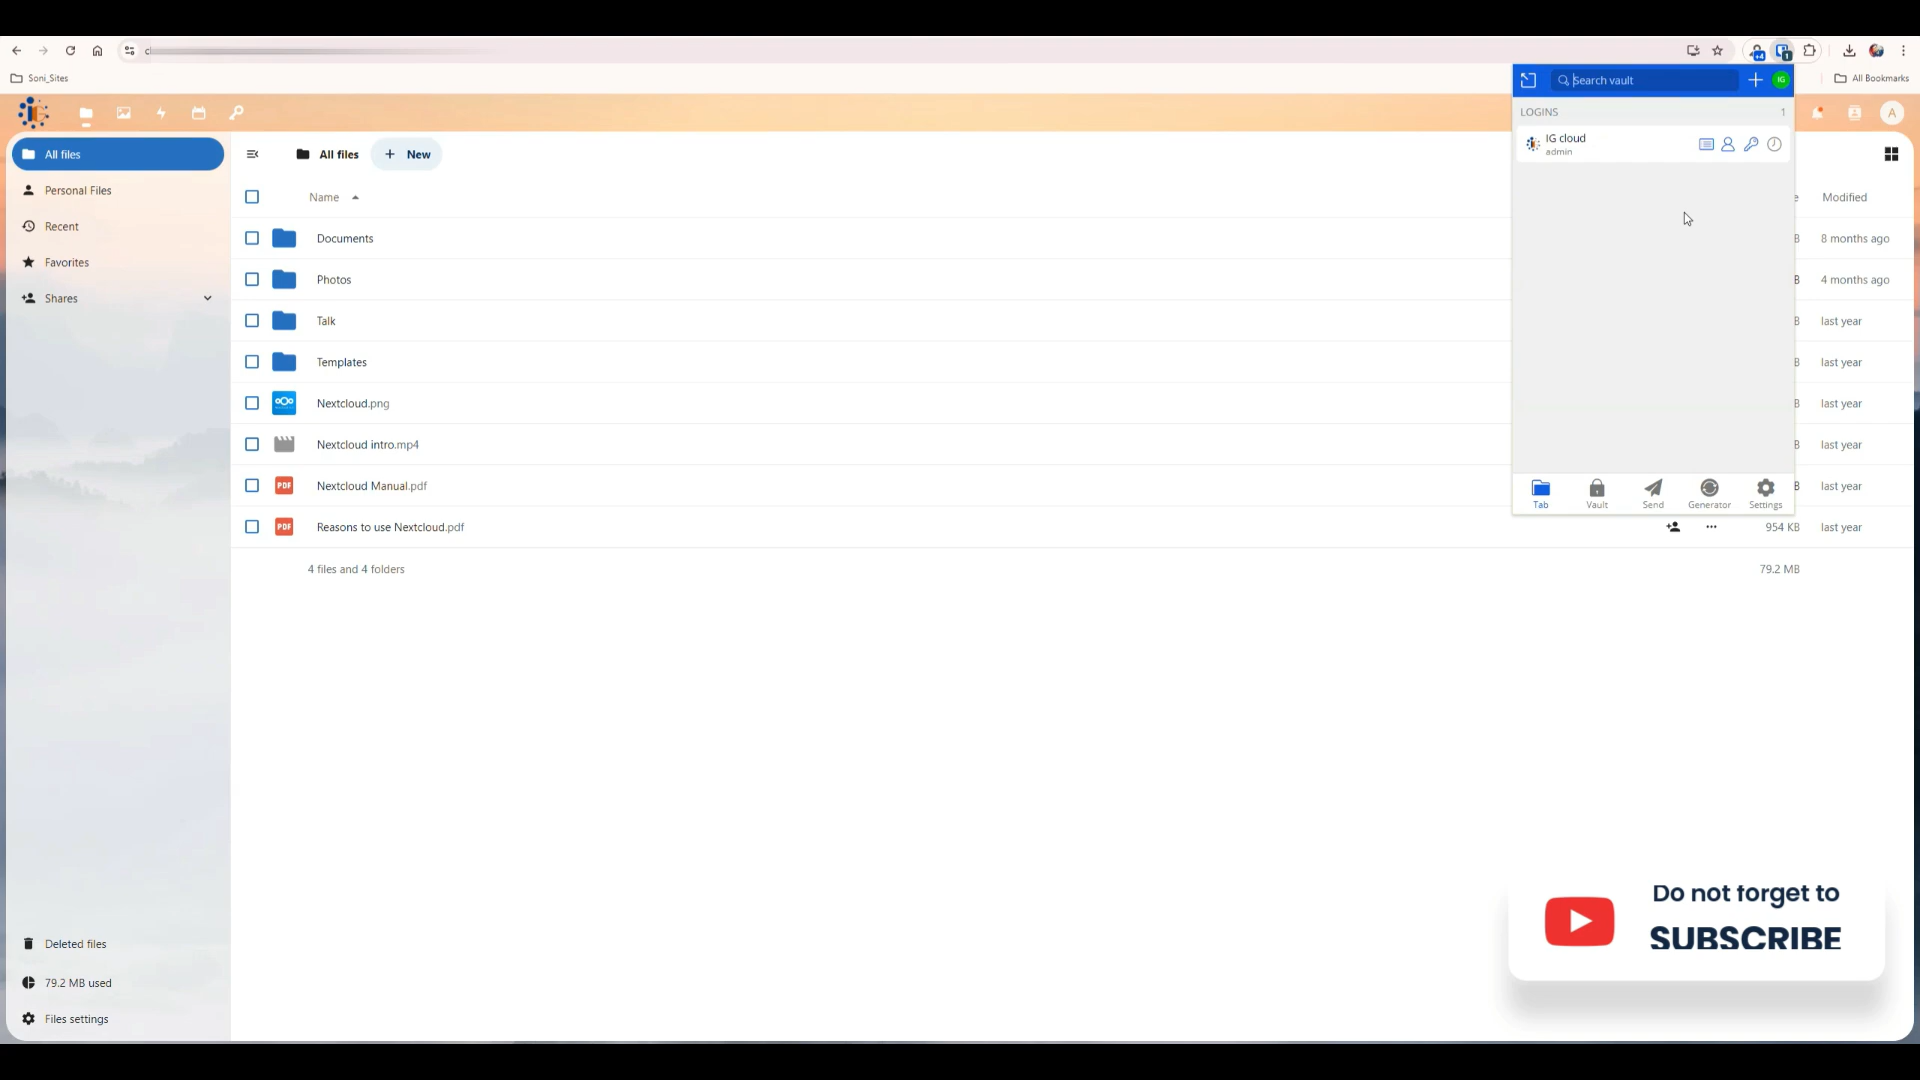 Soni_Sites
All Bookmarks
Search vault
IG
LOGINS
1
IG cloud
admin
A
All files
Personal Files
Recent
Favorites
Shares
All files
New
Name
Modified
Documents
8 months ago
Photos
4 months ago
Talk
last year
Templates
last year
Nextcloud.png
last year
Nextcloud intro.mp4
last year
PDF
Nextcloud Manual.pdf
last year
PDF
Reasons to use Nextcloud.pdf
954 KB
last year
4 files and 4 folders
79.2 MB
Tab
Vault
Send
Generator
Settings
Deleted files
79.2 MB used
Files settings
Do not forget to
SUBSCRIBE